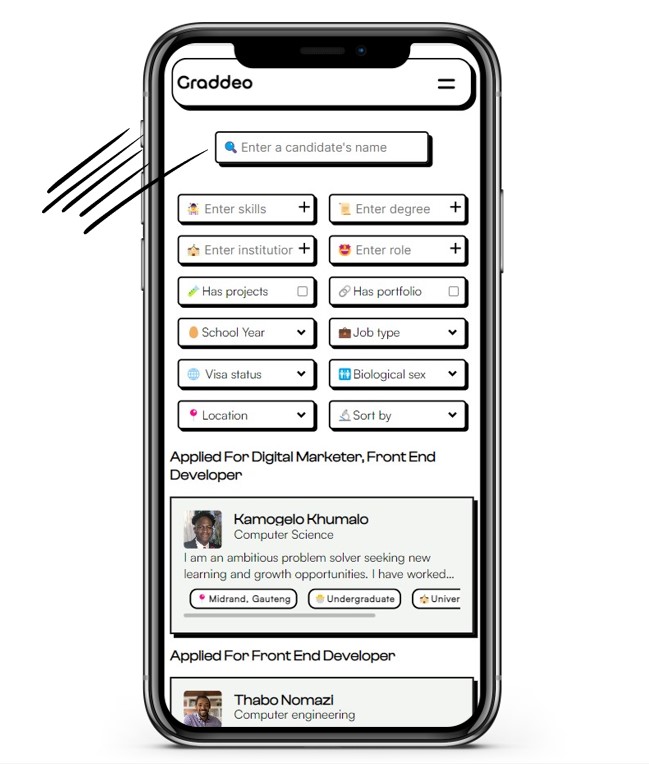 Graddeo
Enter a candidate's name
Enter skills
Enter degree
Enter institution
Enter role
Has projects
Has portfolio
School Year
Job type
Visa status
Biological sex
Location
Sort by
Applied For Digital Marketer, Front End
Developer
Kamogelo Khumalo
Computer Science
I am an ambitious problem solver seeking new
learning and growth opportunities. I have worked...
Midrand, Gauteng
Undergraduate
Univer
Applied For Front End Developer
Thabo Nomazi
Computer engineering